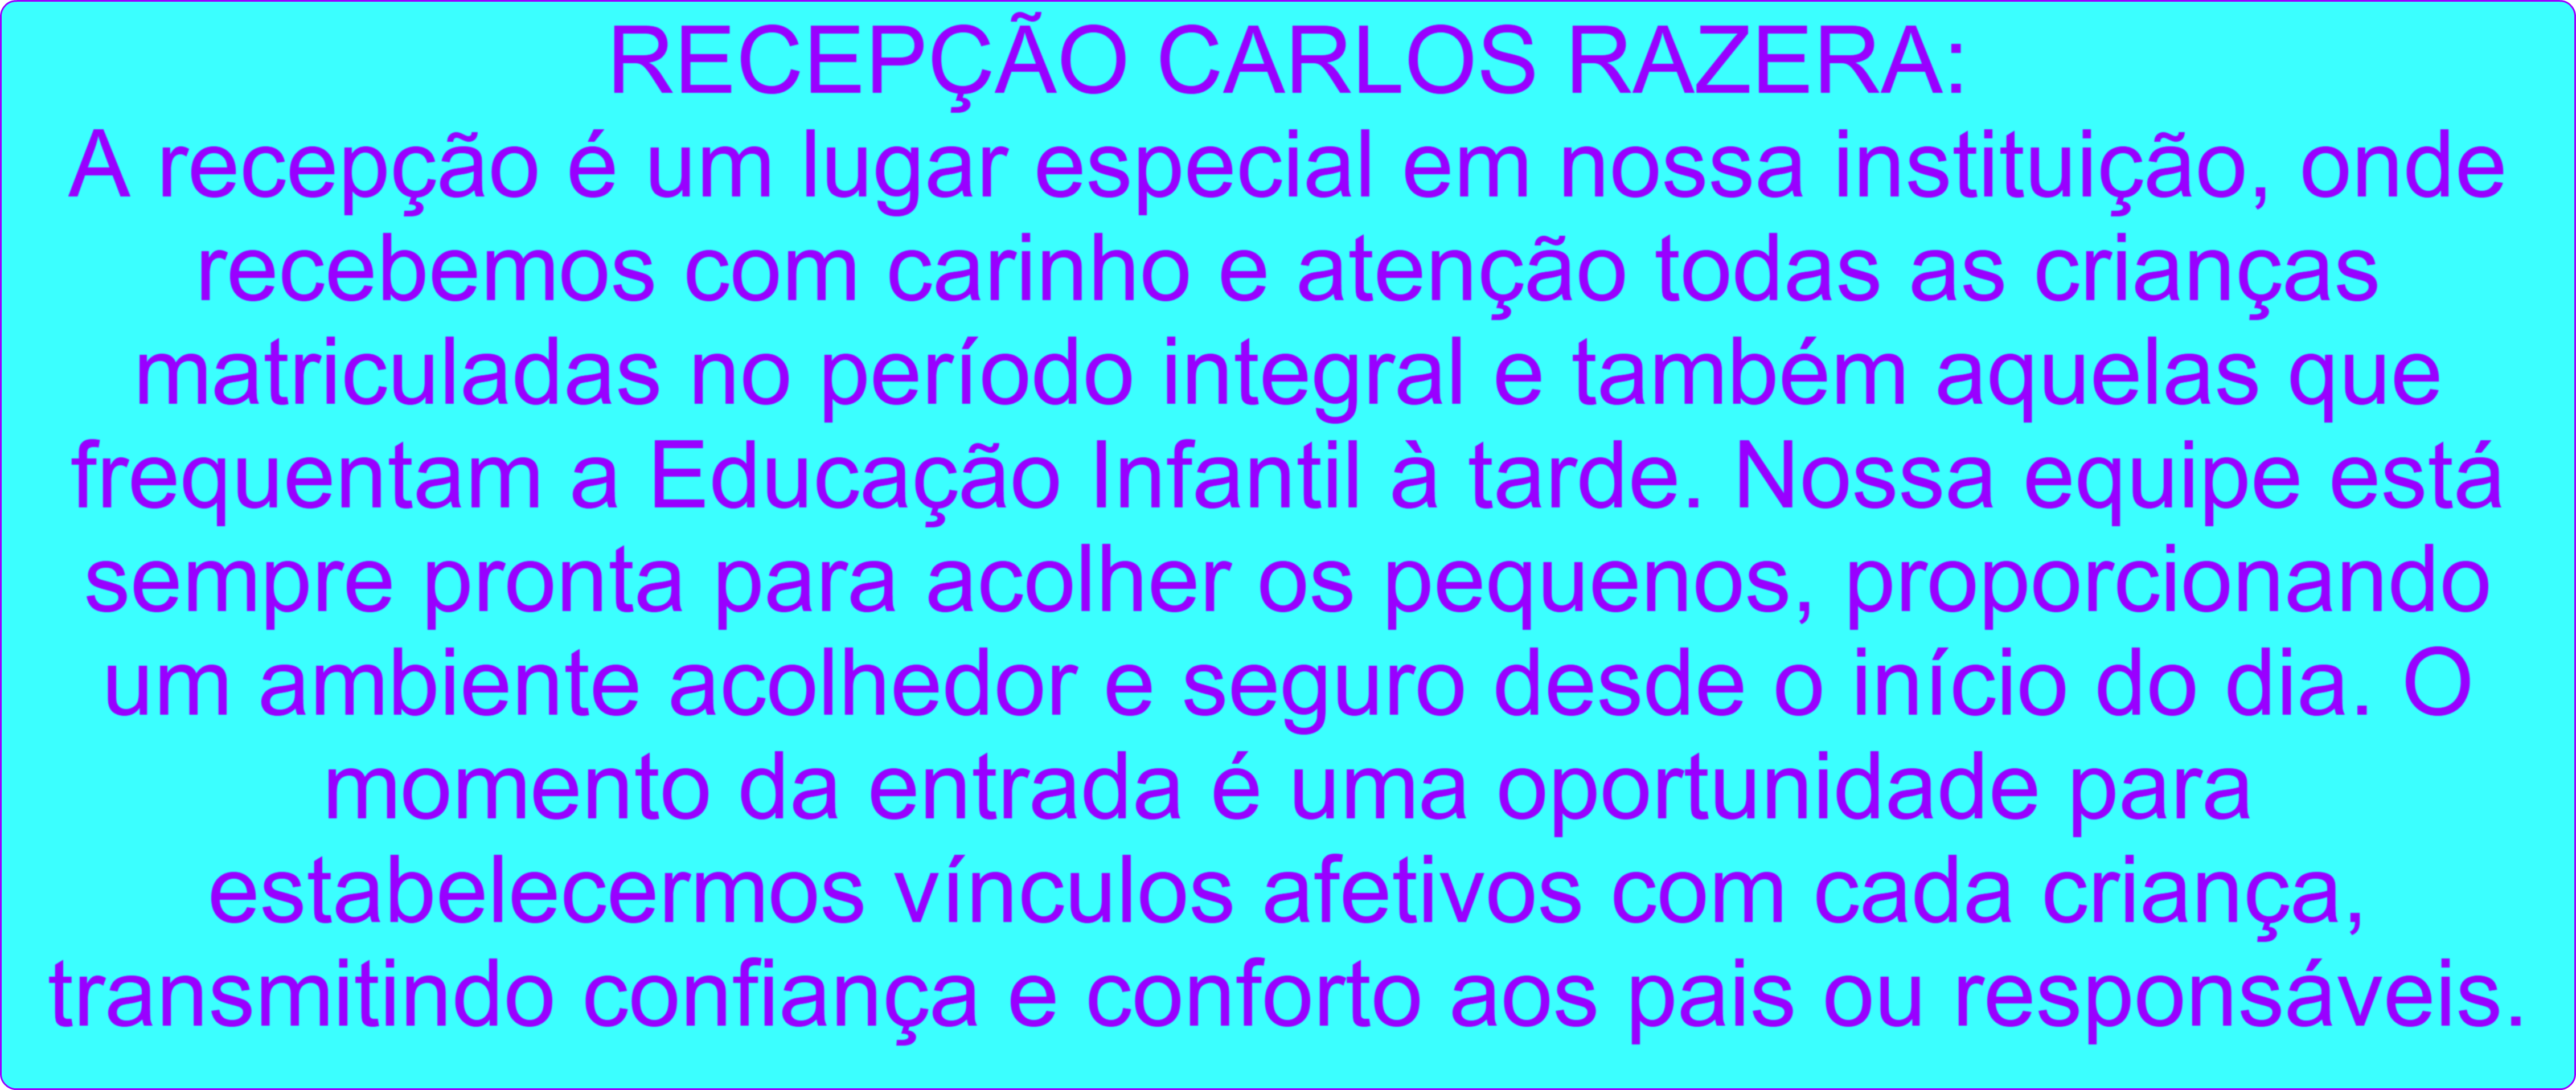 RECEPÇÃO CARLOS RAZERA:
A recepção é um lugar especial em nossa instituição, onde
recebemos com carinho e atenção todas as crianças
matriculadas no período integral e também aquelas que
frequentam a Educação Infantil à tarde. Nossa equipe está
sempre pronta para acolher os pequenos, proporcionando
um ambiente acolhedor e seguro desde o início do dia. O
momento da entrada é uma oportunidade para
estabelecermos vínculos afetivos com cada criança,
transmitindo confiança e conforto aos pais ou responsáveis.